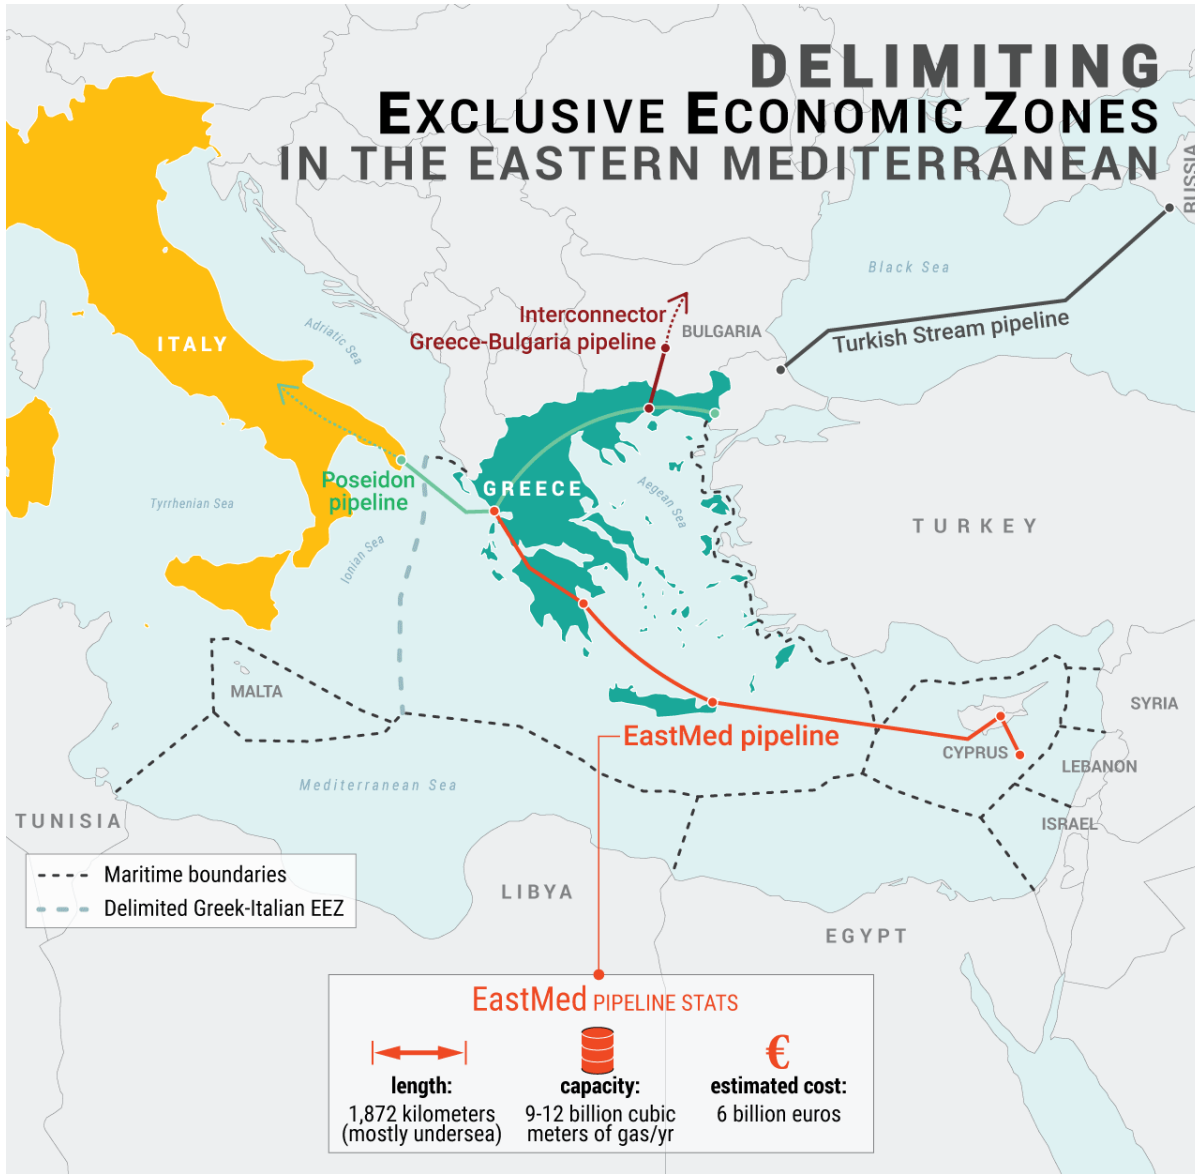 DELIMITING
EXCLUSIVE ECONOMIC ZONES
IN THE EASTERN MEDITERRANEAN
RUSSIA
Black Sea
Turkish Stream pipeline
Interconnector
Greece-Bulgaria pipeline
BULGARIA
ITALY
Adriatic Sea
Poseidon
pipeline
GREECE
Aegean Sea
Tyrrhenian Sea
Ionian Sea
TURKEY
MALTA
SYRIA
EastMed pipeline
CYPRUS
LEBANON
Mediterranean Sea
TUNISIA
ISRAEL
Maritime boundaries
Delimited Greek-Italian EEZ
LIBYA
EGYPT
EastMed PIPELINE STATS
€
length:
1,872 kilometers
(mostly undersea)
capacity:
9-12 billion cubic
meters of gas/yr
estimated cost:
6 billion euros